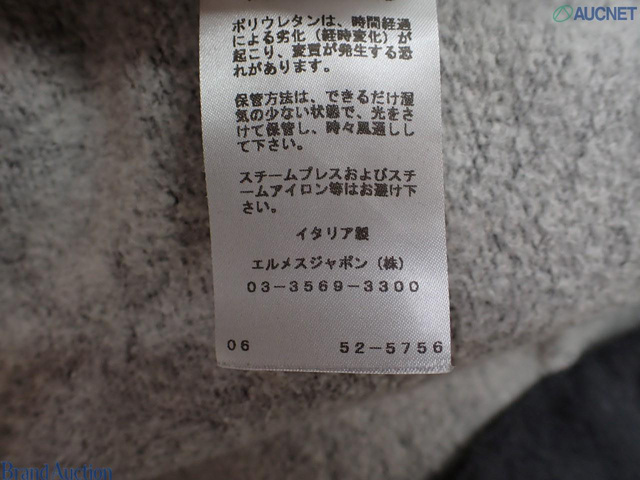 AUCNET
ポリウレタンは、時間経過
による劣化（経時変化）が
起こり、変質が発生する恐
れがあります。
保管方法は、できるだけ湿
気の少ない状態で、光をさ
けて保管し、時々風通しし
て下さい。
スチームプレスおよびスチ
ームアイロン等はお避け下
さい。
イタリア製
エルメスジャポン（株）
03-3569-3300
06 52-5756
Brand Auction